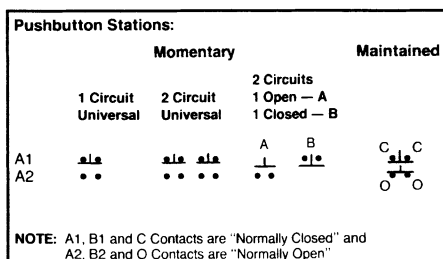 Pushbutton Stations:
Momentary Maintained
1 Circuit Universal
2 Circuit Universal
2 Circuits
1 Open — A
1 Closed — B
A B C C
A1
A2
O O
NOTE: A1, B1 and C Contacts are "Normally Closed" and
A2, B2 and O Contacts are "Normally Open"